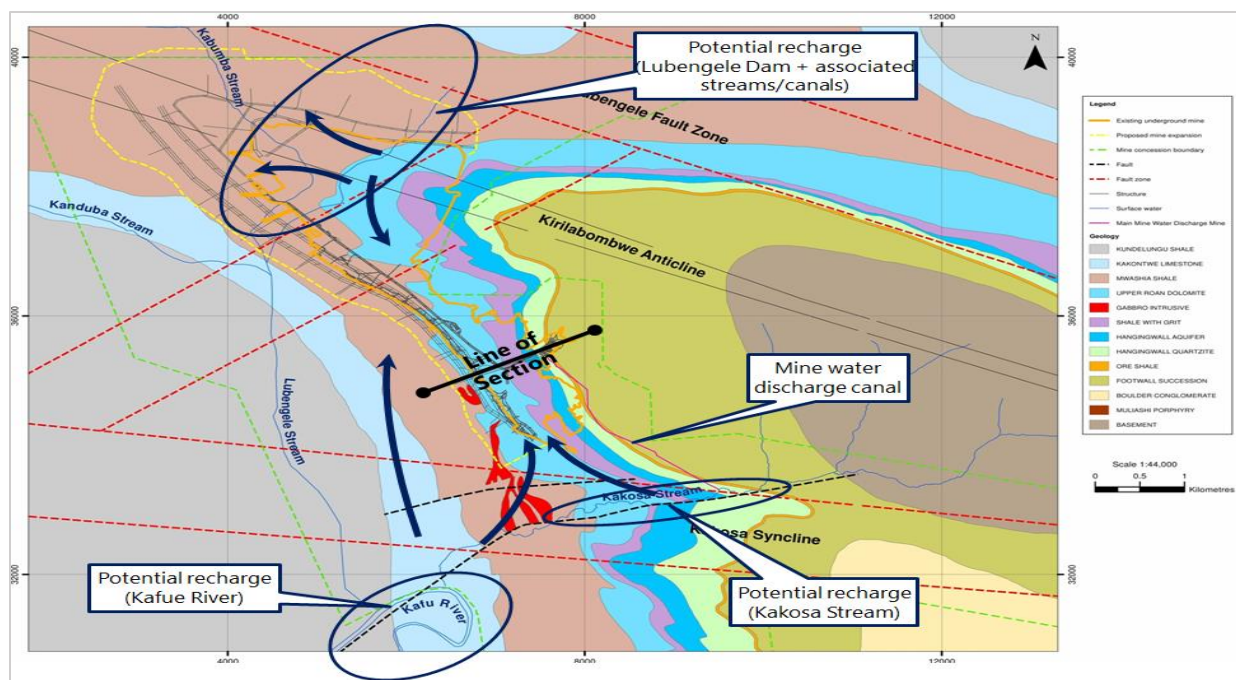 4000
8000
12000
40000
40000
Kabumba Stream
Potential recharge
(Lubengele Dam + associated
streams/canals)
ubengele Fault Zone
N
Kanduba Stream
Kirilabombwe Anticline
36000
36000
Line of
Section
Mine water
discharge canal
Lubengele Stream
Kakosa Stream
K osa Syncline
32000
32000
Potential recharge
(Kafue River)
Kafu River
Potential recharge
(Kakosa Stream)
4000
8000
12000
Legend
Existing underground mine
Proposed mine expansion
Mine concession boundary
Fault
Fault zone
Structure
Surface water
Main Mine Water Discharge Mine
Geology
KUNDELUNGU SHALE
KAKONTWE LIMESTONE
MWASHIA SHALE
UPPER ROAN DOLOMITE
GABBRO INTRUSIVE
SHALE WITH GRIT
HANGINGWALL AQUIFER
HANGINGWALL QUARTZITE
ORE SHALE
FOOTWALL SUCCESSION
BOULDER CONGLOMERATE
MULIASHI PORPHYRY
BASEMENT
Scale 1:44,000
0 0.5 1
Kilometres